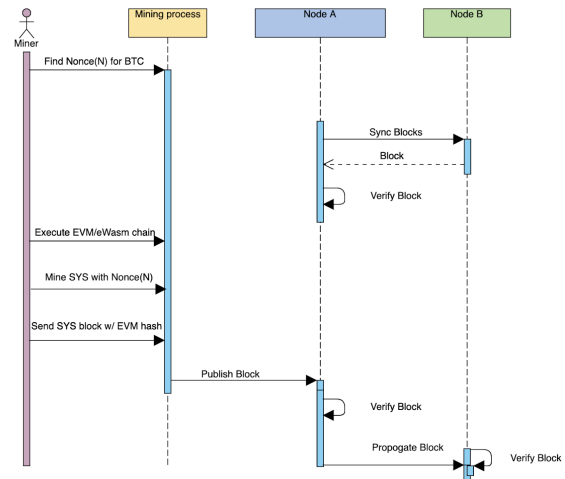 Mining process
Node A
Node B
Miner
Find Nonce(N) for BTC
Sync Blocks
Block
Verify Block
Execute EVM/eWasm chain
Mine SYS with Nonce(N)
Send SYS block w/ EVM hash
Publish Block
Verify Block
Propogate Block
Verify Block